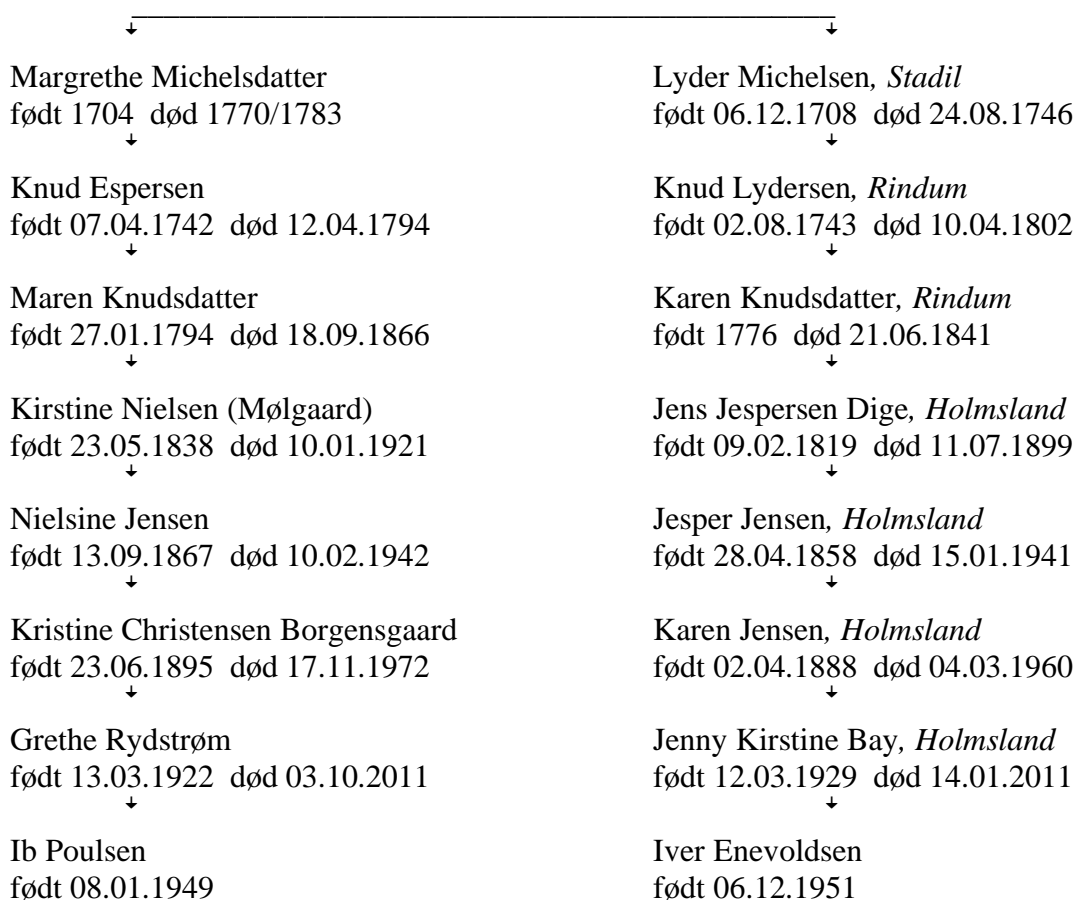 Margrethe Michelsdatter
født 1704 død 1770/1783
Lyder Michelsen, Stadil
født 06.12.1708 død 24.08.1746
Knud Espersen
født 07.04.1742 død 12.04.1794
Knud Lydersen, Rindum
født 02.08.1743 død 10.04.1802
Maren Knudsdatter
født 27.01.1794 død 18.09.1866
Karen Knudsdatter, Rindum
født 1776 død 21.06.1841
Kirstine Nielsen (Mølgaard)
født 23.05.1838 død 10.01.1921
Jens Jespersen Dige, Holmsland
født 09.02.1819 død 11.07.1899
Nielsine Jensen
født 13.09.1867 død 10.02.1942
Jesper Jensen, Holmsland
født 28.04.1858 død 15.01.1941
Kristine Christensen Borgensgaard
født 23.06.1895 død 17.11.1972
Karen Jensen, Holmsland
født 02.04.1888 død 04.03.1960
Grethe Rydstrøm
født 13.03.1922 død 03.10.2011
Jenny Kirstine Bay, Holmsland
født 12.03.1929 død 14.01.2011
Ib Poulsen
født 08.01.1949
Iver Enevoldsen
født 06.12.1951